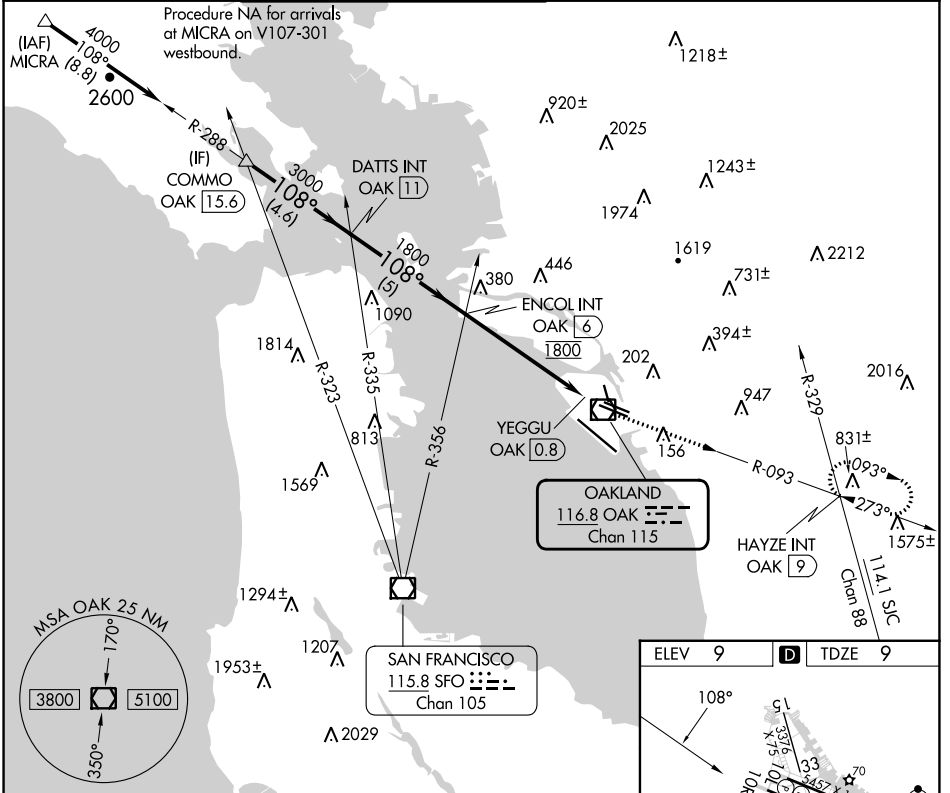 Procedure NA for arrivals
at MICRA on V107-301
westbound.
(IAF)
MICRA
4000
108°
(8.8)
2600
R-288
(IF)
COMMO
OAK 15.6
3000
108°
(4.6)
DATTS INT
OAK 11
1800
108°
(5)
ENCOL INT
OAK 6
1800
1218±
920±
2025
1243±
1974
1619
2212
731±
380
446
394±
1090
1814
R-323
R-335
R-356
813
1569
202
2016
947
R-329
YEGGU
OAK 0.8
156
R-093
831±
093°
273°
1575±
HAYZE INT
OAK 9
OAKLAND
116.8 OAK
Chan 115
114.1 SJC
Chan 88
1294±
1207
1953±
2029
SAN FRANCISCO
115.8 SFO
Chan 105
MSA OAK 25 NM
170°
3800
5100
350°
ELEV 9
D
TDZE 9
108°
15
3376
X 75
33
5457 X
70
10L
10R
P